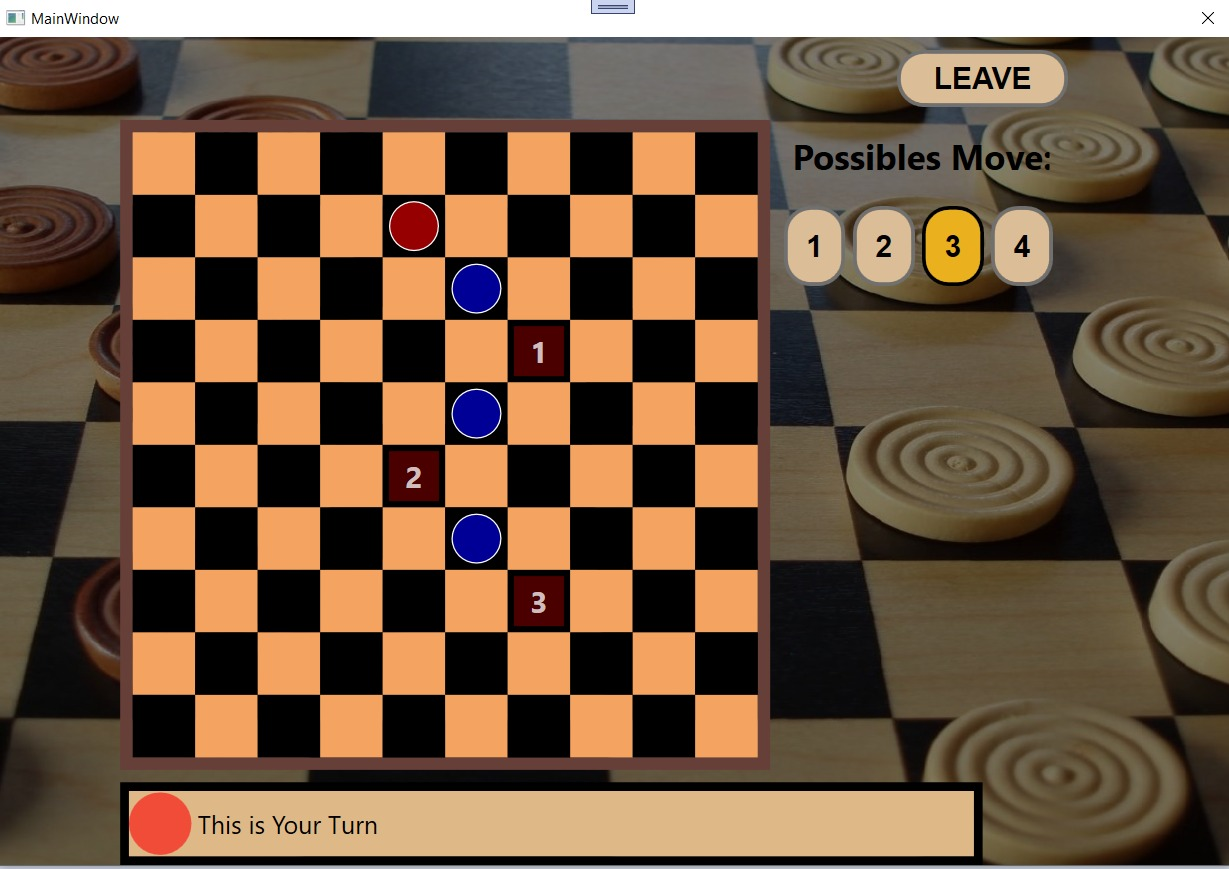 MainWindow
LEAVE
Possibles Move:
1 2 3 4
1
2
3
This is Your Turn